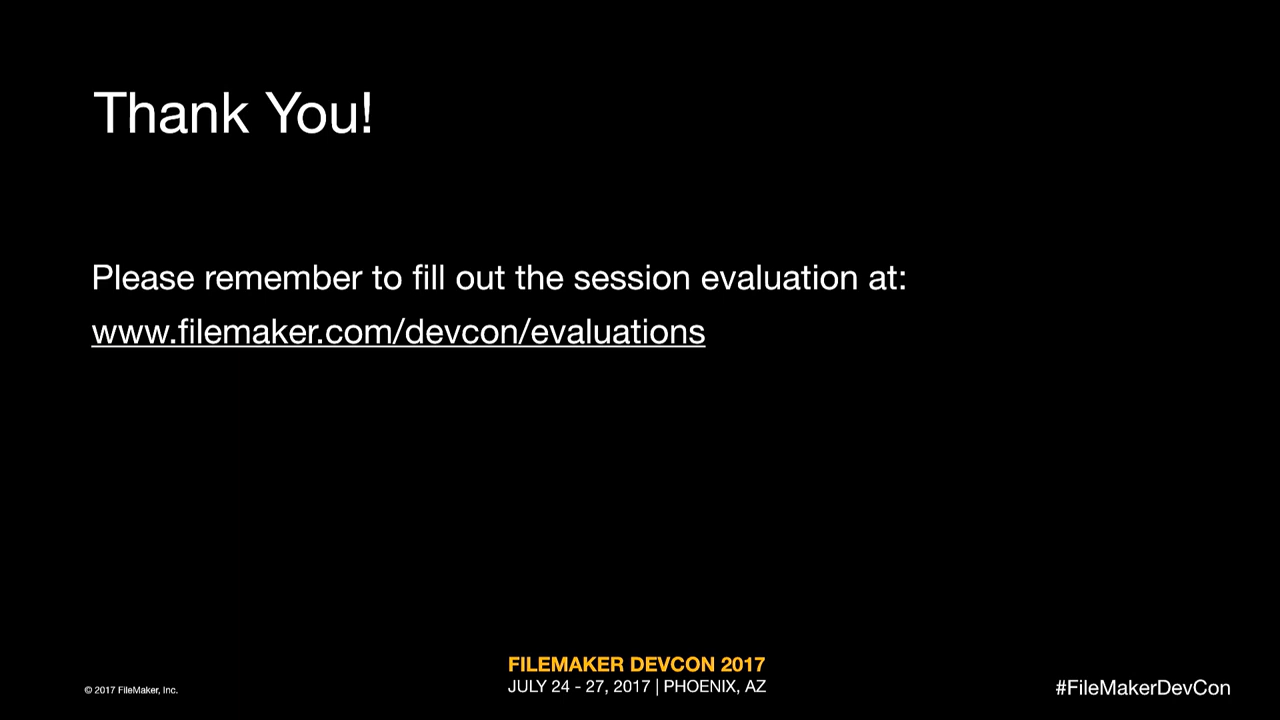 Thank You!
Please remember to fill out the session evaluation at:
www.filemaker.com/devcon/evaluations
FILEMAKER DEVCON 2017
© 2017 FileMaker, Inc.
JULY 24 - 27, 2017 | PHOENIX, AZ
#FileMakerDevCon